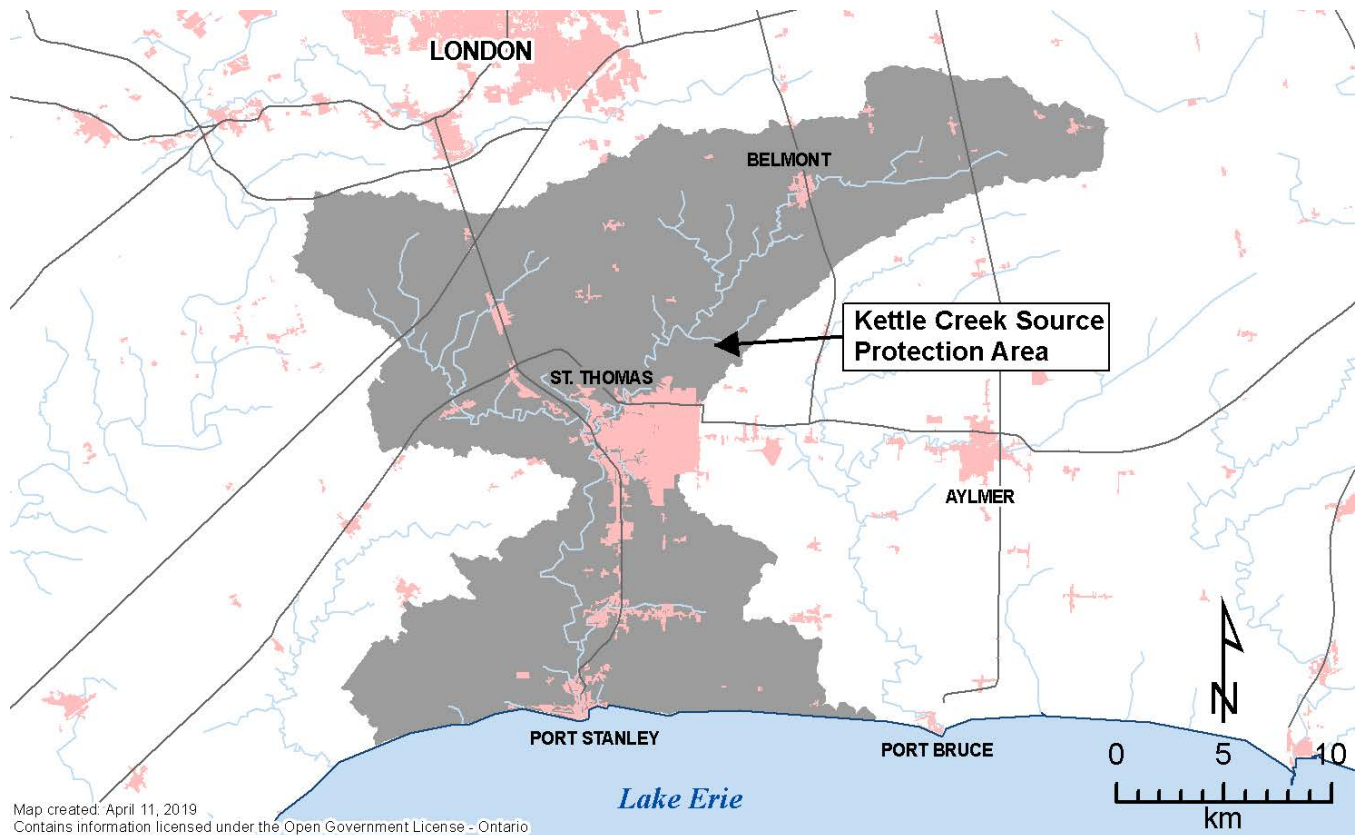 LONDON
BELMONT
Kettle Creek Source
Protection Area
ST. THOMAS
AYLMER
N
PORT STANLEY
PORT BRUCE
0 5 10
km
Lake Erie
Map created: April 11, 2019
Contains information licensed under the Open Government License - Ontario